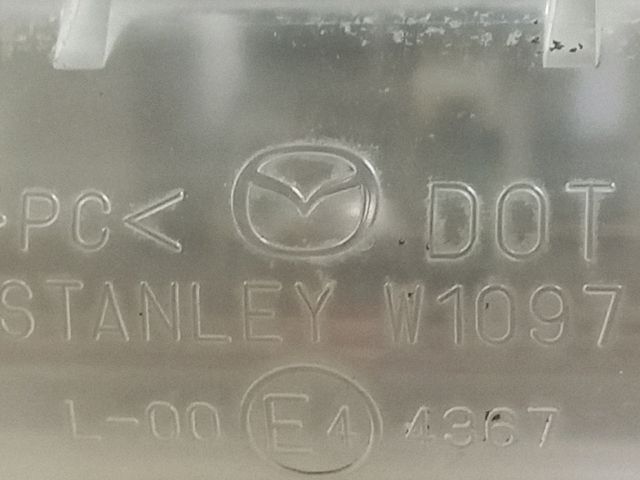 >PC< DOT
STANLEY W1097
L-00 E4 4367